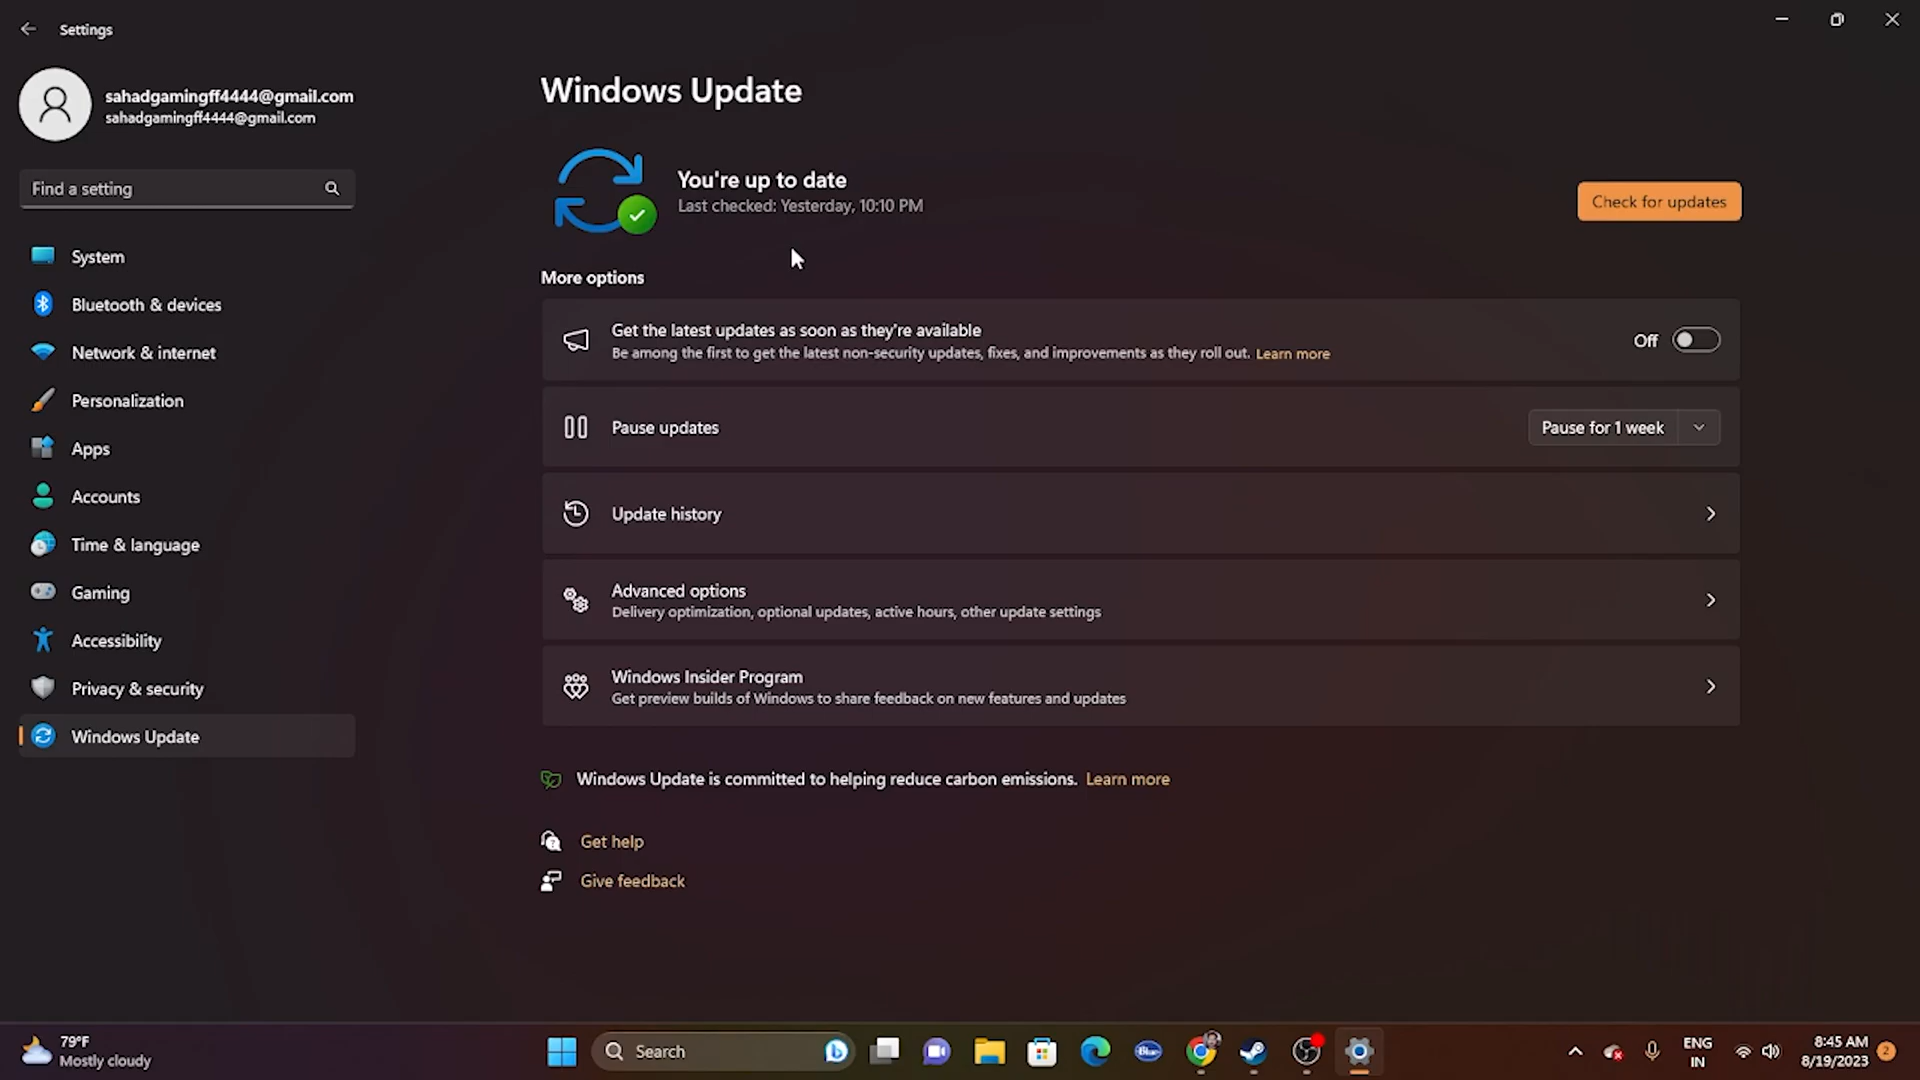 Settings
sahadgamingff4444@gmail.com
sahadgamingff4444@gmail.com
Find a setting
System
Bluetooth & devices
Network & internet
Personalization
Apps
Accounts
Time & language
Gaming
Accessibility
Privacy & security
Windows Update
Windows Update
You're up to date
Last checked: Yesterday, 10:10 PM
Check for updates
More options
Get the latest updates as soon as they're available
Be among the first to get the latest non-security updates, fixes, and improvements as they roll out. Learn more
Off
Pause updates
Pause for 1 week
Update history
Advanced options
Delivery optimization, optional updates, active hours, other update settings
Windows Insider Program
Get preview builds of Windows to share feedback on new features and updates
Windows Update is committed to helping reduce carbon emissions. Learn more
Get help
Give feedback
79°F
Mostly cloudy
Search
Blue
ENG
IN
8:45 AM
8/19/2023
2